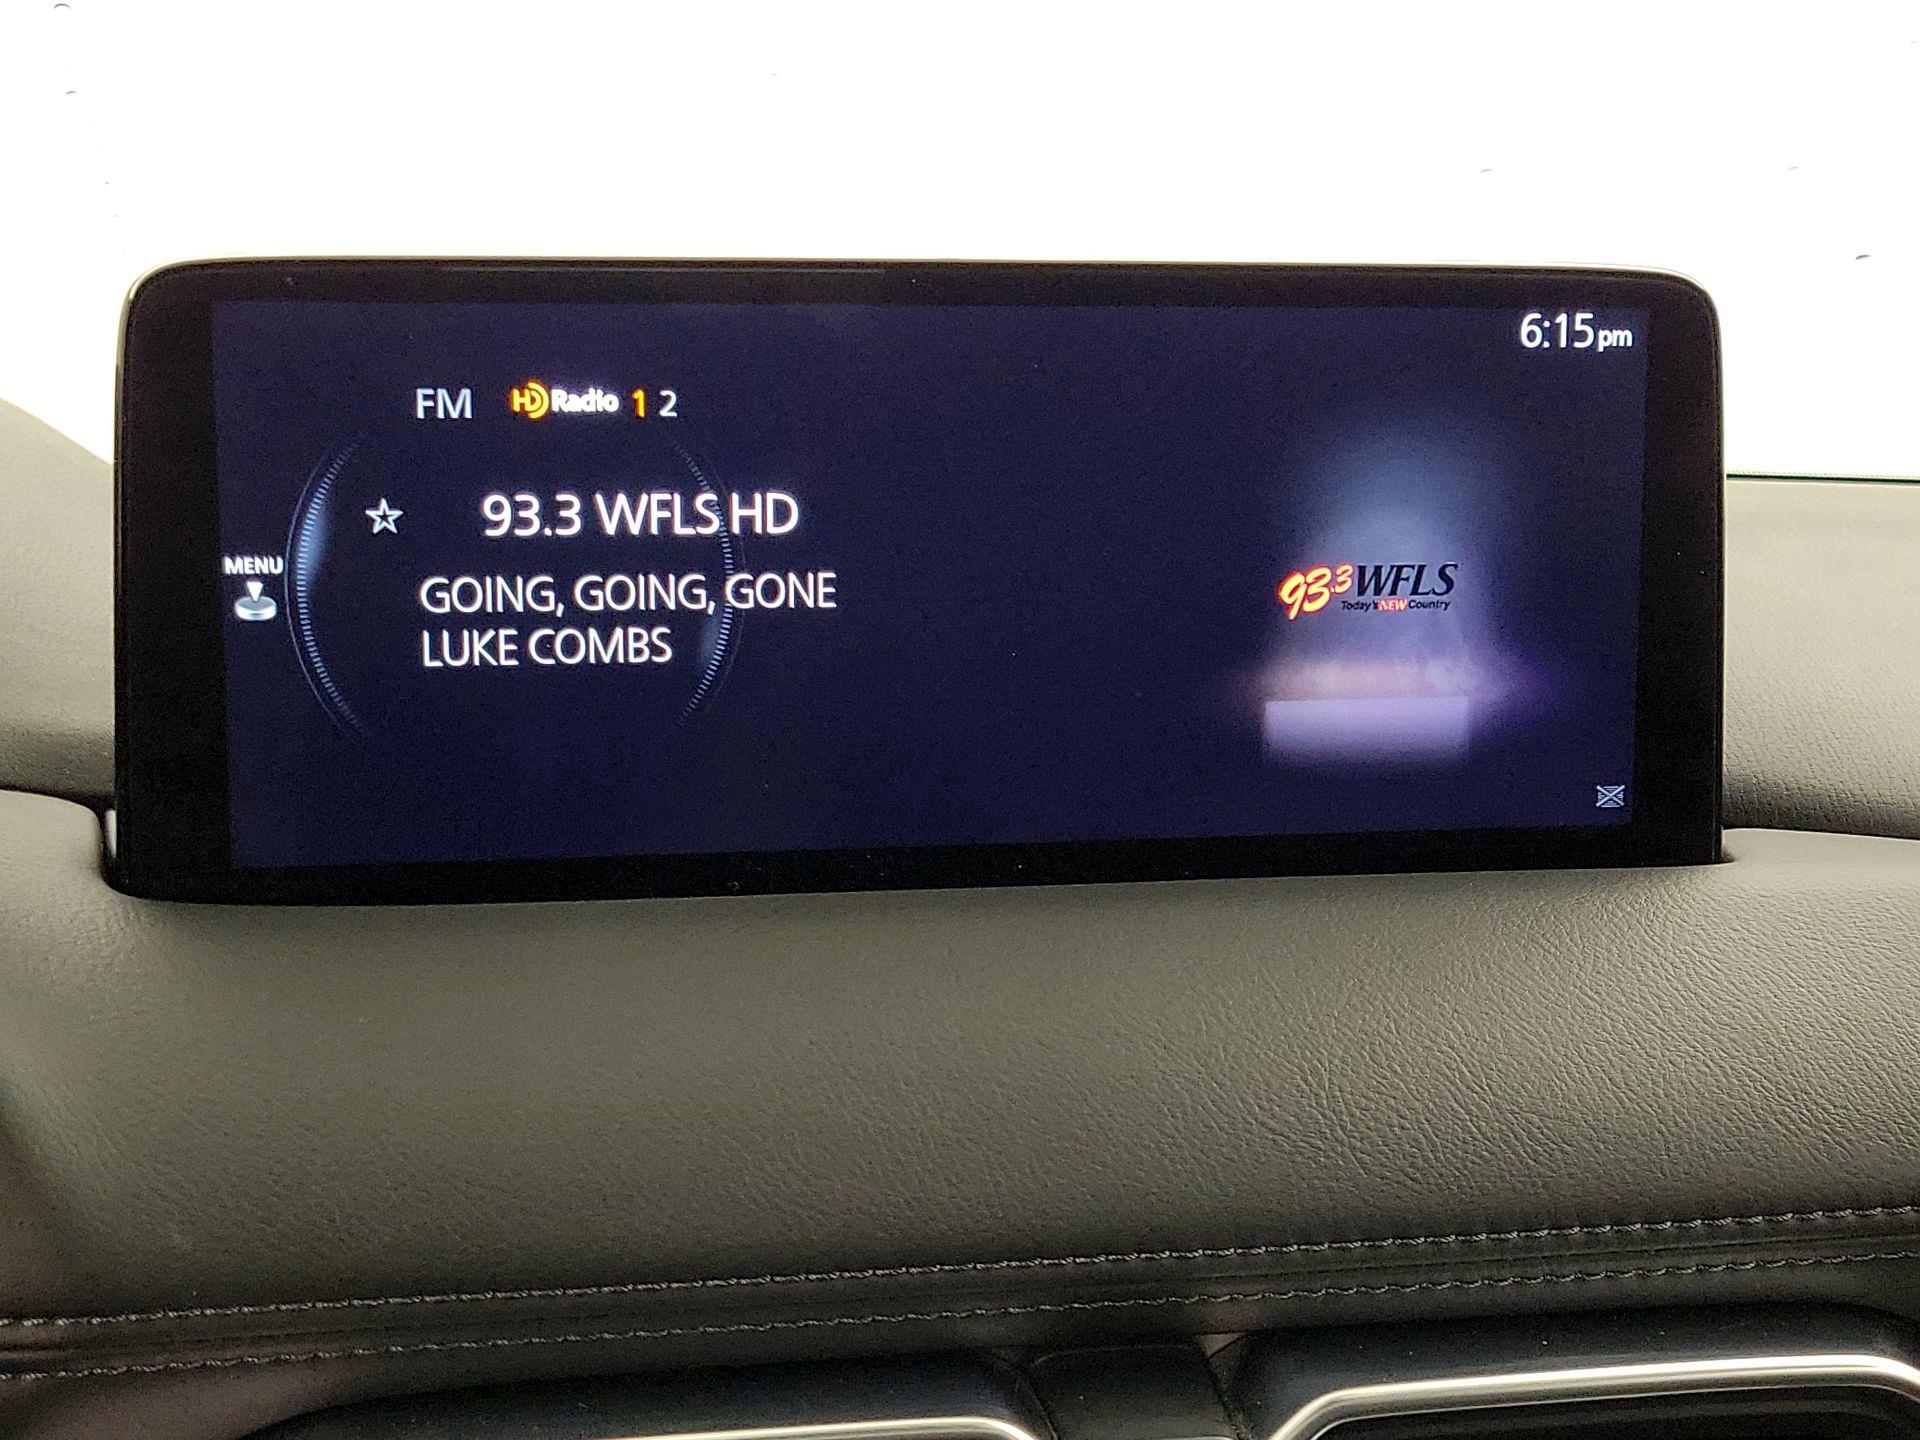 6:15pm
FM HD Radio 1 2
93.3 WFLS HD
MENU
GOING, GOING, GONE
LUKE COMBS
93.3 WFLS
Today's NEW Country